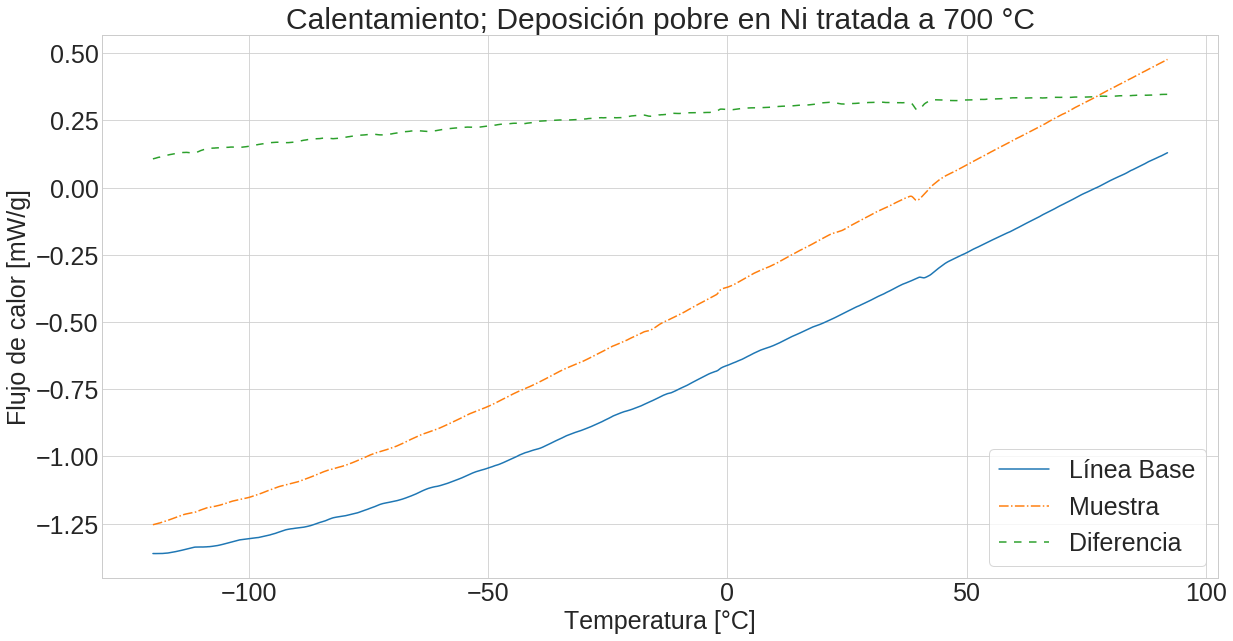 Calentamiento; Deposición pobre en Ni tratada a 700 °C
Flujo de calor [mW/g]
0.50
0.25
0.00
−0.25
−0.50
−0.75
−1.00
−1.25
Línea Base
Muestra
Diferencia
−100
−50
0
50
100
Temperatura [°C]